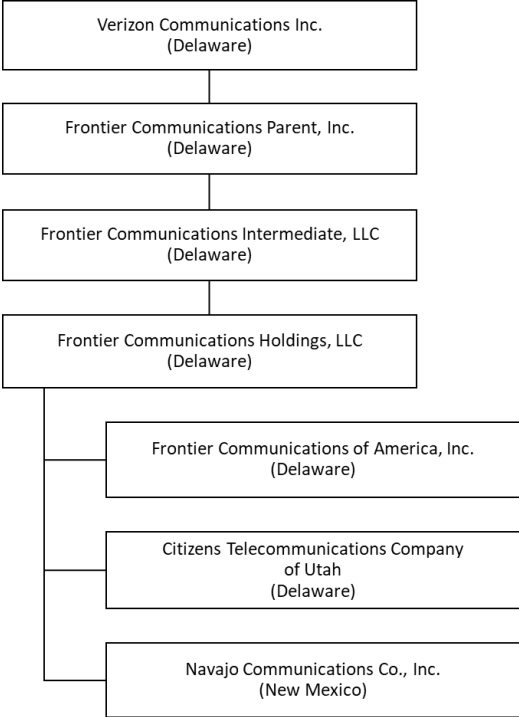 Verizon Communications Inc.
(Delaware)
Frontier Communications Parent, Inc.
(Delaware)
Frontier Communications Intermediate, LLC
(Delaware)
Frontier Communications Holdings, LLC
(Delaware)
Frontier Communications of America, Inc.
(Delaware)
Citizens Telecommunications Company
of Utah
(Delaware)
Navajo Communications Co., Inc.
(New Mexico)